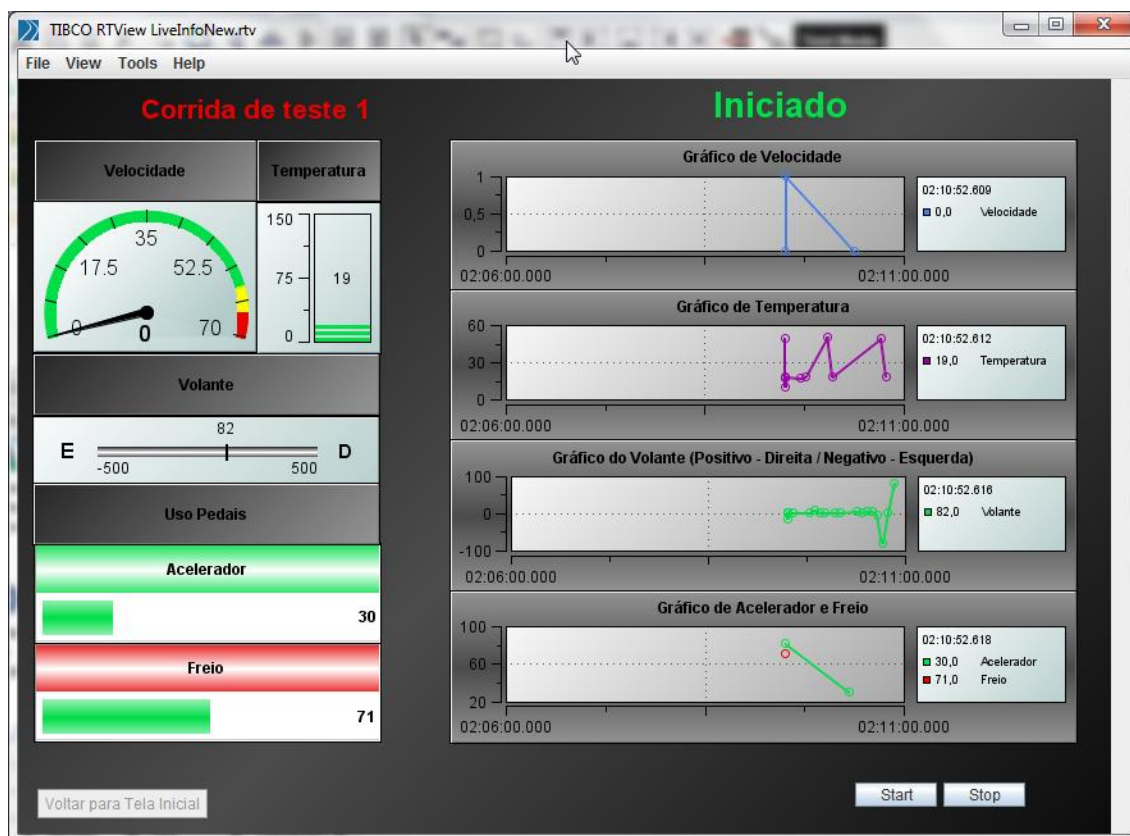 TIBCO RTView LiveInfoNew.rtv
File View Tools Help
Corrida de teste 1
Iniciado
Velocidade
Temperatura
0 17.5 35 52.5 70
0
150
75
0
19
Volante
82
E
D
-500
500
Uso Pedais
Acelerador
30
Freio
71
Gráfico de Velocidade
1
0,5
0
02:06:00.000
02:11:00.000
02:10:52.609
0,0 Velocidade
Gráfico de Temperatura
60
30
0
02:06:00.000
02:11:00.000
02:10:52.612
19,0 Temperatura
Gráfico do Volante (Positivo - Direita / Negativo - Esquerda)
100
0
-100
02:06:00.000
02:11:00.000
02:10:52.616
82,0 Volante
Gráfico de Acelerador e Freio
100
60
20
02:06:00.000
02:11:00.000
02:10:52.618
30,0 Acelerador
71,0 Freio
Voltar para Tela Inicial
Start
Stop